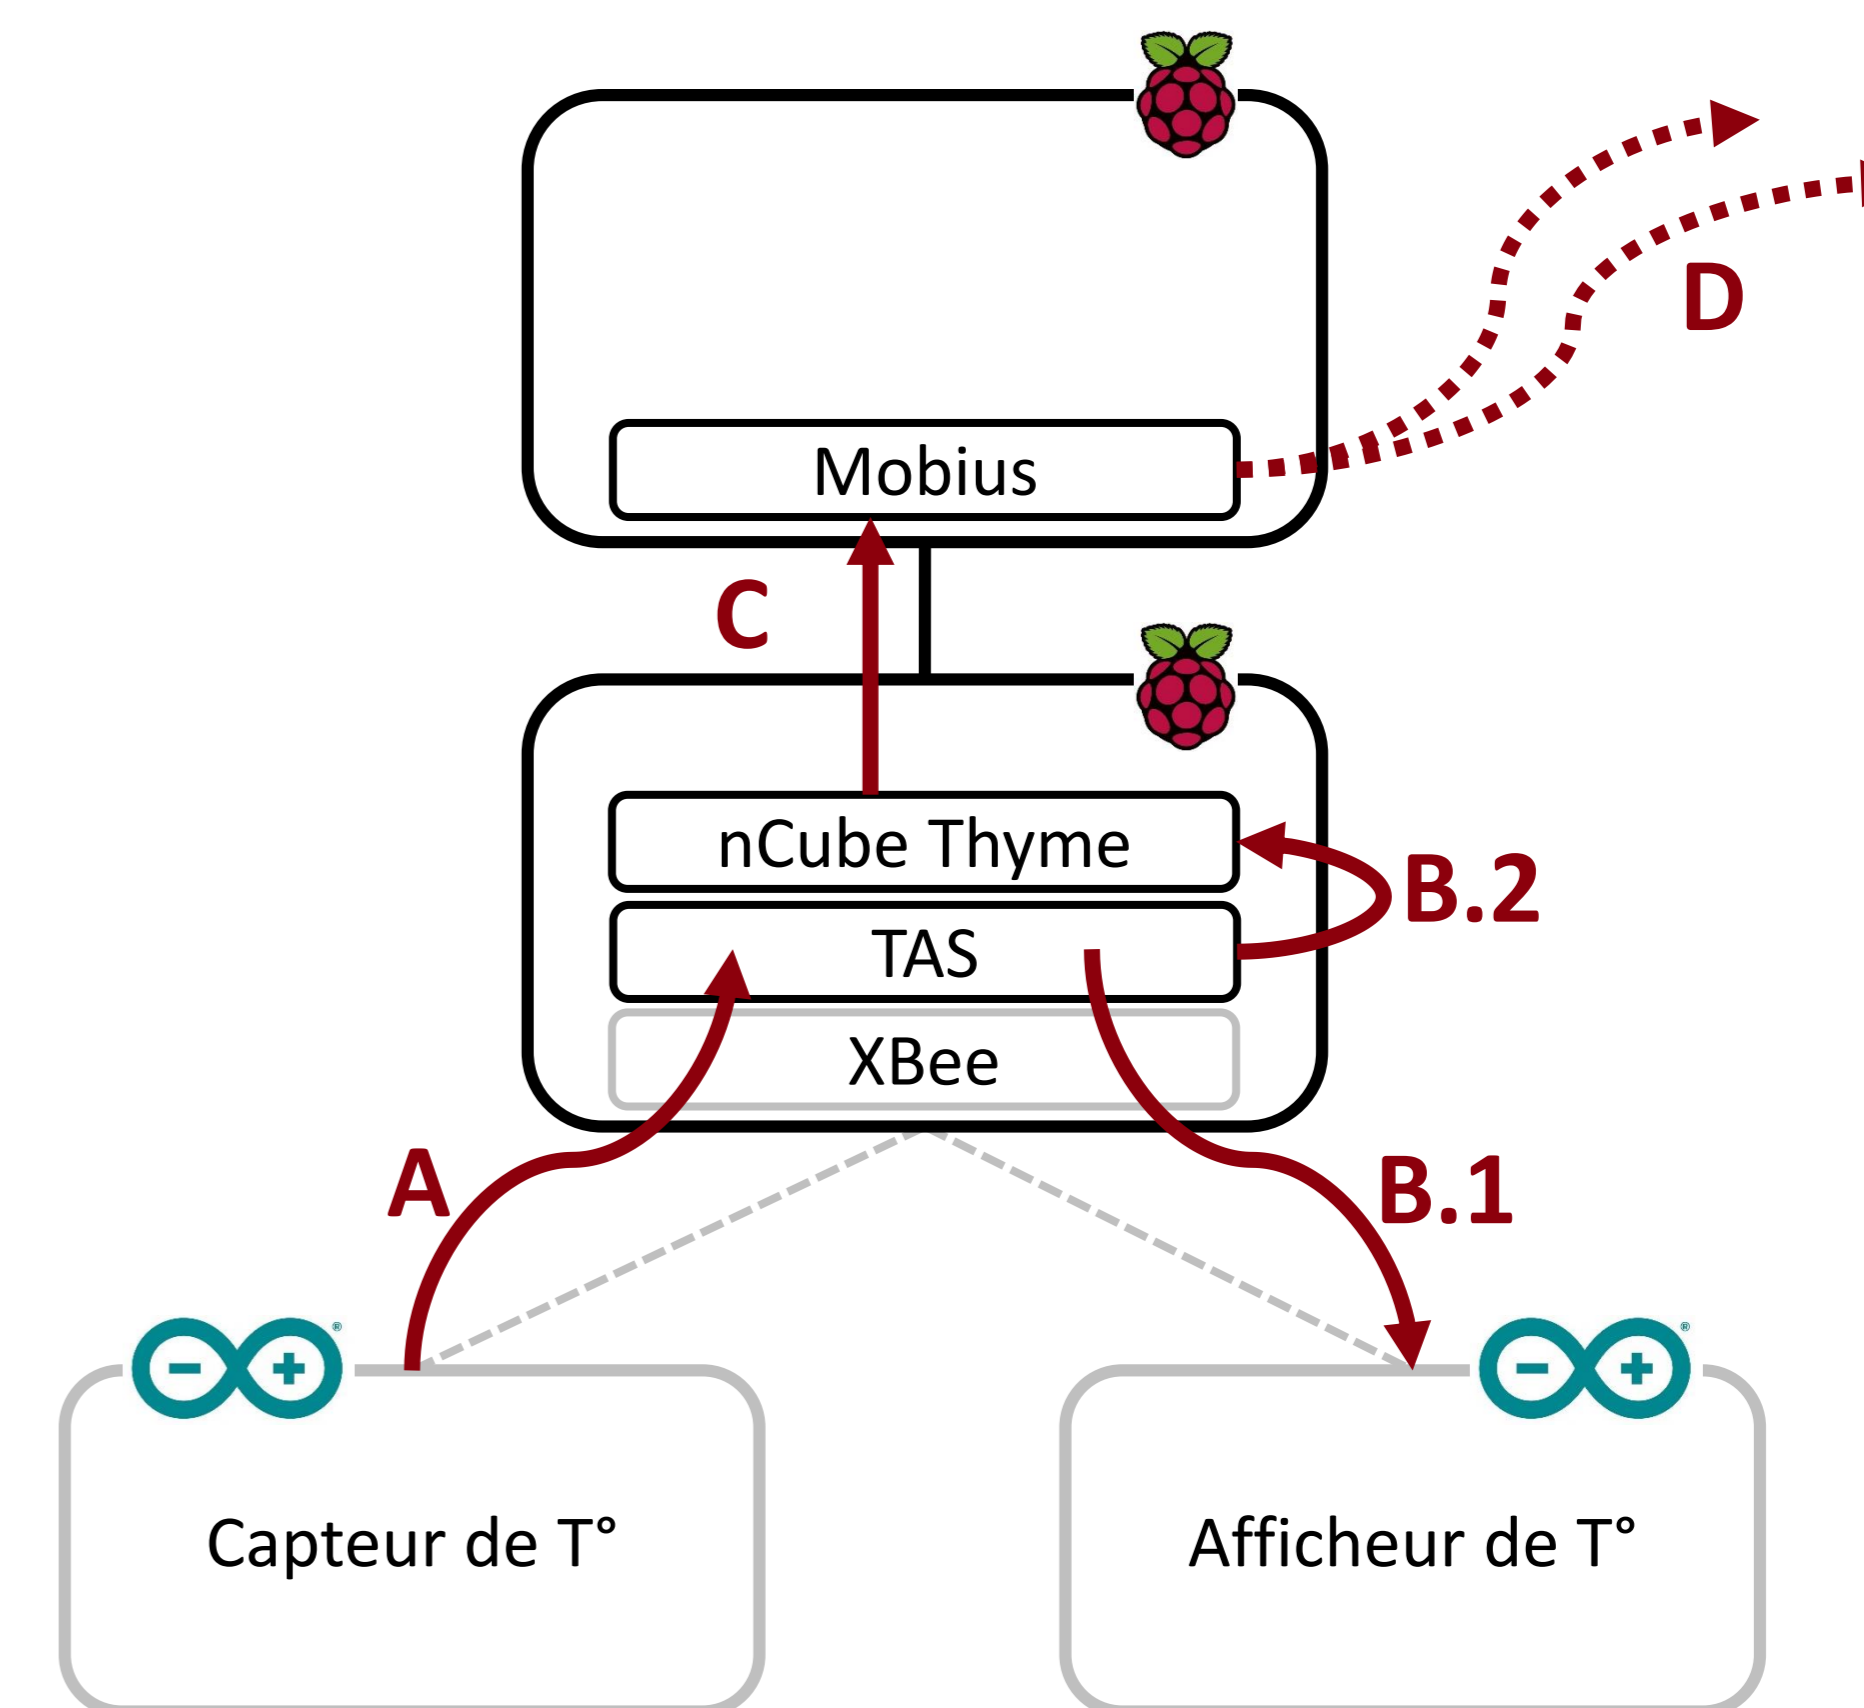 D
Mobius
C
nCube Thyme
B.2
TAS
XBee
A
B.1
®
®
Capteur de T°
Afficheur de T°